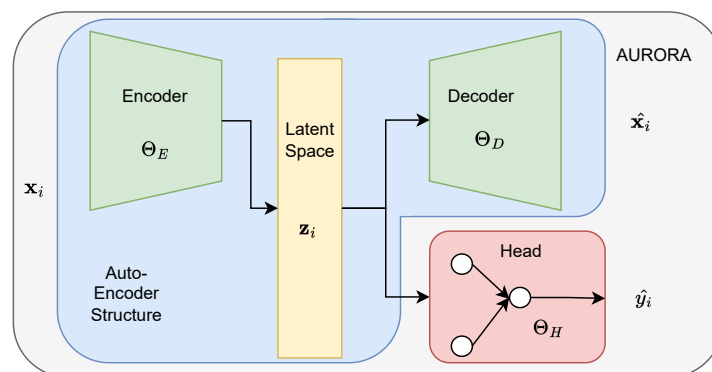 AURORA
Encoder
Θ_E
Decoder
Θ_D
Latent
Space
𝐱_i
𝐳_i
𝐱̂_i
Auto-
Encoder
Structure
Head
Θ_H
ŷ_i